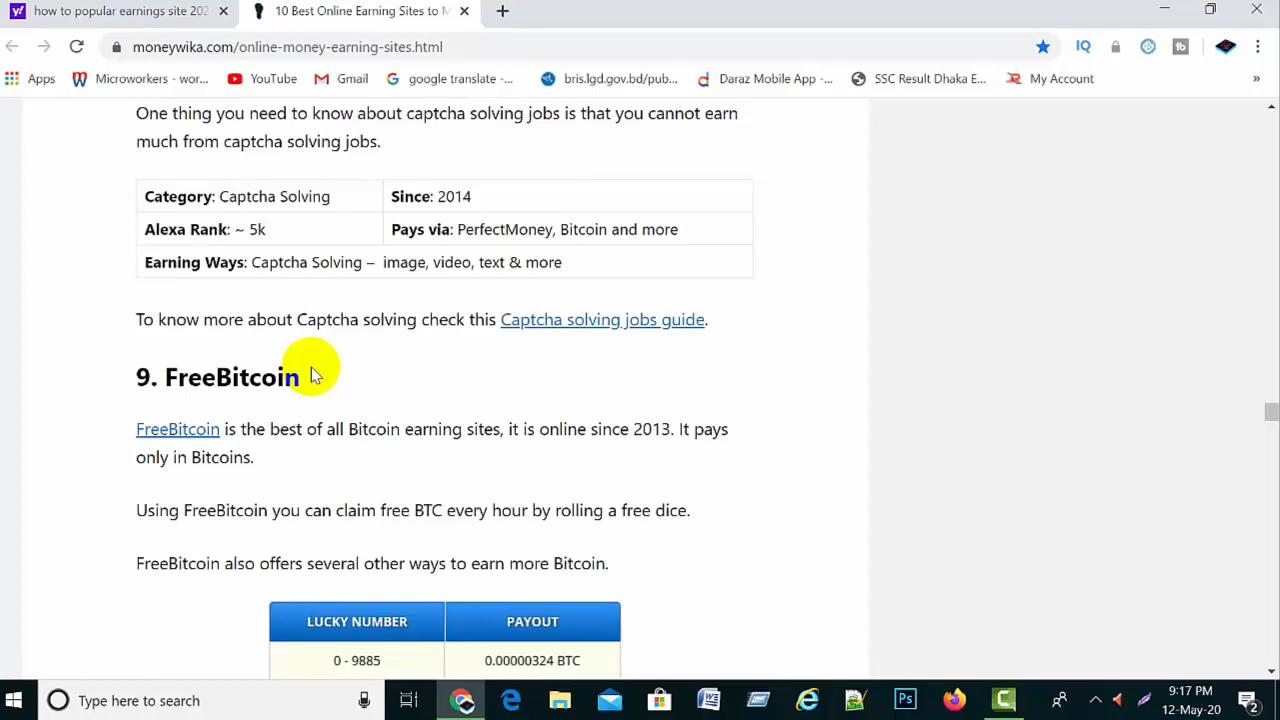 how to popular earnings site 202
10 Best Online Earning Sites to M
moneywika.com/online-money-earning-sites.html
IQ
tb
Apps
Microworkers - wor...
YouTube
Gmail
google translate -...
bris.lgd.gov.bd/pub...
Daraz Mobile App -...
SSC Result Dhaka E...
My Account
»
One thing you need to know about captcha solving jobs is that you cannot earn
much from captcha solving jobs.
Category: Captcha Solving
Since: 2014
Alexa Rank: ~ 5k
Pays via: PerfectMoney, Bitcoin and more
Earning Ways: Captcha Solving – image, video, text & more
To know more about Captcha solving check this Captcha solving jobs guide.
9. FreeBitcoin
FreeBitcoin is the best of all Bitcoin earning sites, it is online since 2013. It pays
only in Bitcoins.
Using FreeBitcoin you can claim free BTC every hour by rolling a free dice.
FreeBitcoin also offers several other ways to earn more Bitcoin.
LUCKY NUMBER
PAYOUT
0 - 9885
0.00000324 BTC
Type here to search
Ps
9:17 PM
12-May-20
2